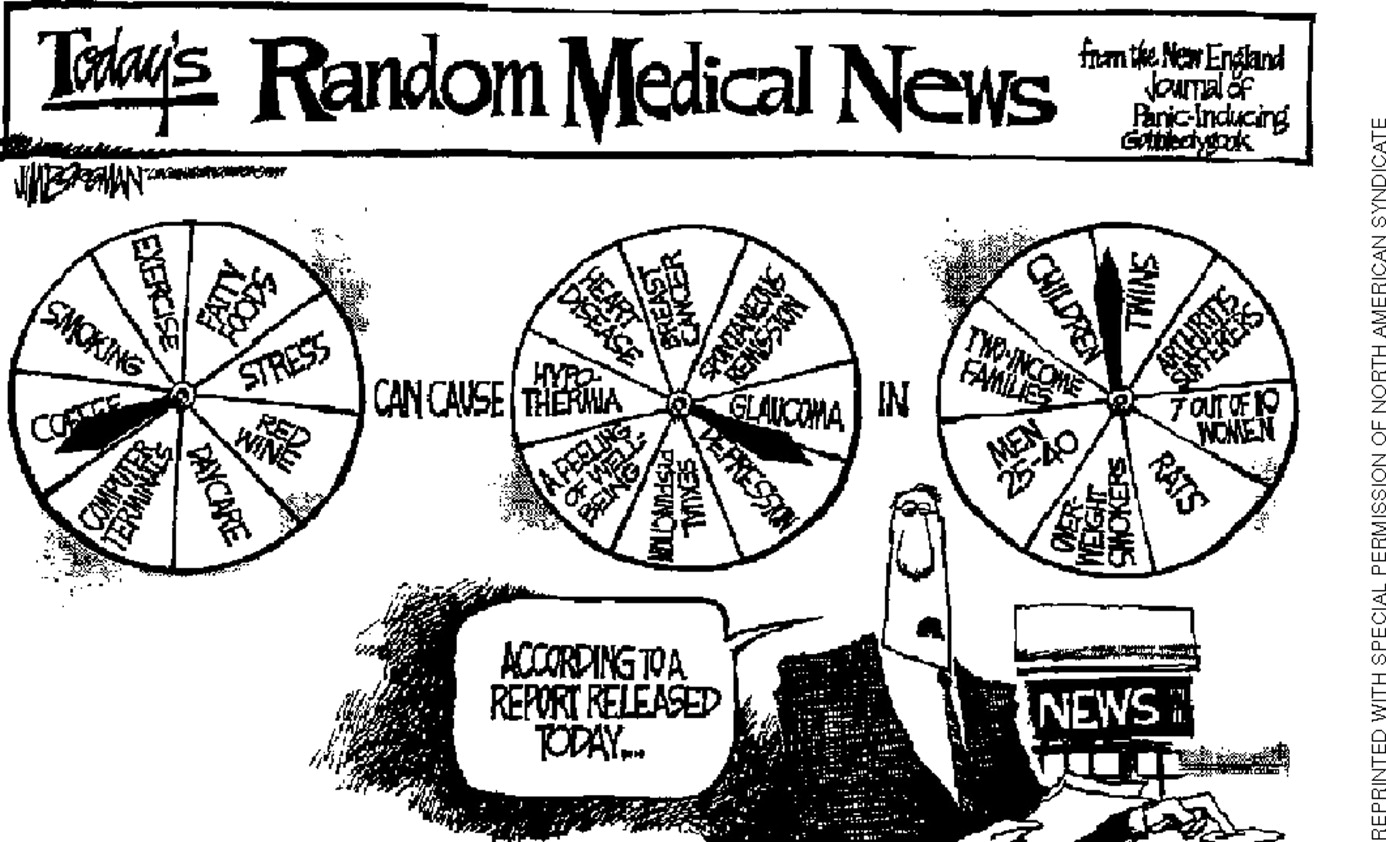 Today's Random Medical News
from the New England
Journal of
Panic-Inducing
Gobbledygook
JIM BORGMAN
EXERCISE
FATTY
FOODS
STRESS
RED
WINE
DAYCARE
COMPUTER
TERMINALS
COFFEE
SMOKING
CAN CAUSE
BREAST
CANCER
SPONTANEOUS
REMISSION
GLAUCOMA
DEPRESSION
SEXUAL
DYSFUNCTION
A FEELING
OF WELL-
BEING
HYPO-
THERMIA
HEART
DISEASE
IN
TWINS
ARTHRITIS
SUFFERERS
7 OUT OF 10
WOMEN
RATS
OVER-
WEIGHT
SMOKERS
MEN
25-40
TWO-INCOME
FAMILIES
CHILDREN
ACCORDING TO A
REPORT RELEASED
TODAY...
NEWS
REPRINTED WITH SPECIAL PERMISSION OF NORTH AMERICAN SYNDICATE